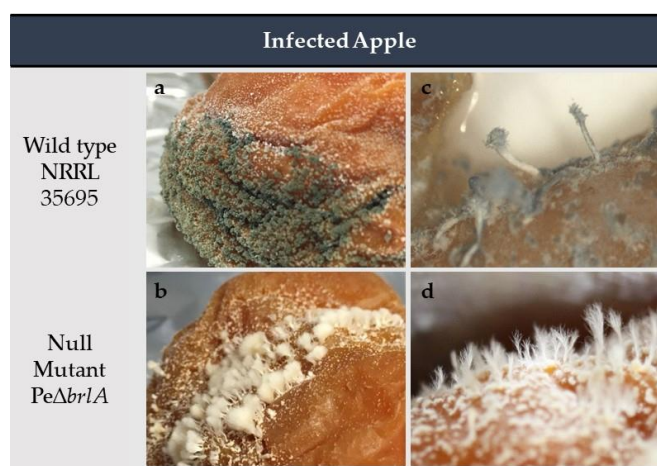 Infected Apple
Wild type
NRRL
35695
a
c
Null
Mutant
PeΔbrlA
b
d